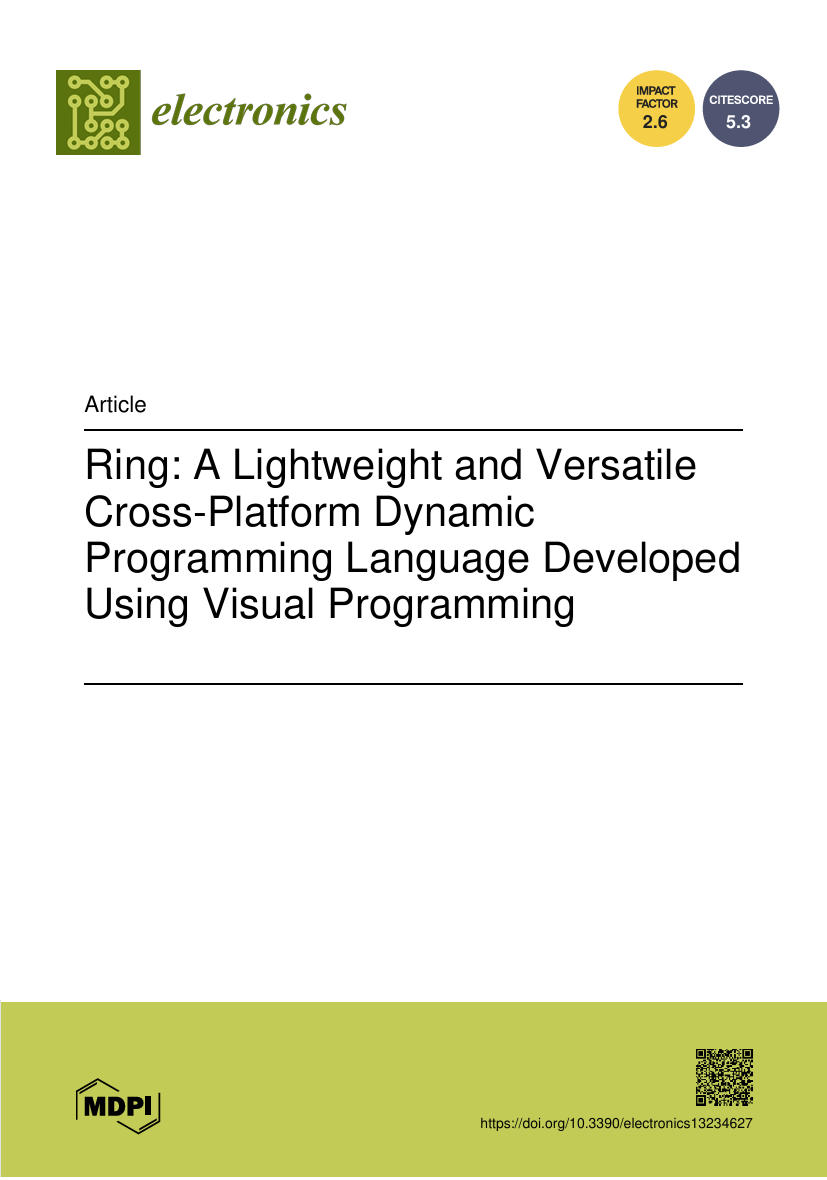 electronics
IMPACT
FACTOR
2.6
CITESCORE
5.3
Article
Ring: A Lightweight and Versatile
Cross-Platform Dynamic
Programming Language Developed
Using Visual Programming
MDPI
https://doi.org/10.3390/electronics13234627